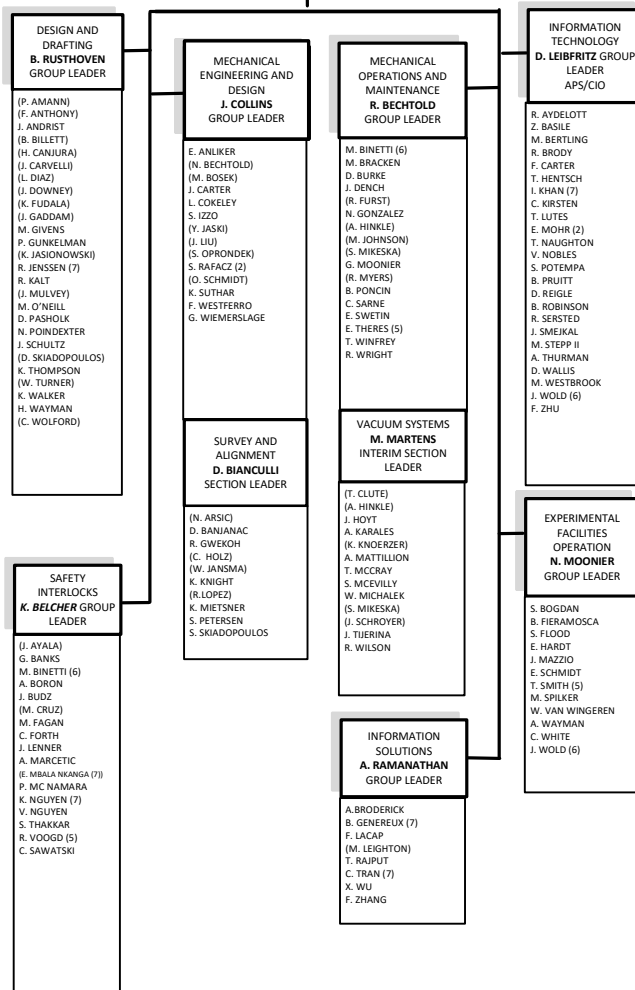 DESIGN AND
DRAFTING
B. RUSTHOVEN
GROUP LEADER
(P. AMANN)
(F. ANTHONY)
J. ANDRIST
(B. BILLETT)
(H. CANJURA)
(J. CARVELLI)
(L. DIAZ)
(J. DOWNEY)
(K. FUDALA)
(J. GADDAM)
M. GIVENS
P. GUNKELMAN
(K. JASIONOWSKI)
R. JENSSEN (7)
R. KALT
(J. MULVEY)
M. O'NEILL
D. PASHOLK
N. POINDEXTER
J. SCHULTZ
(D. SKIADOPOULOS)
K. THOMPSON
(W. TURNER)
K. WALKER
H. WAYMAN
(C. WOLFORD)
SAFETY
INTERLOCKS
K. BELCHER GROUP
LEADER
(J. AYALA)
G. BANKS
M. BINETTI (6)
A. BORON
J. BUDZ
(M. CRUZ)
M. FAGAN
C. FORTH
J. LENNER
A. MARCETIC
(E. MBALA NKANGA (7))
P. MC NAMARA
K. NGUYEN (7)
V. NGUYEN
S. THAKKAR
R. VOOGD (5)
C. SAWATSKI
MECHANICAL
ENGINEERING AND
DESIGN
J. COLLINS
GROUP LEADER
E. ANLIKER
(N. BECHTOLD)
(M. BOSEK)
J. CARTER
L. COKELEY
S. IZZO
(Y. JASKI)
(J. LIU)
(S. OPRONDEK)
S. RAFACZ (2)
(O. SCHMIDT)
K. SUTHAR
F. WESTFERRO
G. WIEMERSLAGE
SURVEY AND
ALIGNMENT
D. BIANCULLI
SECTION LEADER
(N. ARSIC)
D. BANJANAC
R. GWEKOH
(C. HOLZ)
(W. JANSMA)
K. KNIGHT
(R.LOPEZ)
K. MIETSNER
S. PETERSEN
S. SKIADOPOULOS
MECHANICAL
OPERATIONS AND
MAINTENANCE
R. BECHTOLD
GROUP LEADER
M. BINETTI (6)
M. BRACKEN
D. BURKE
J. DENCH
(R. FURST)
N. GONZALEZ
(A. HINKLE)
(M. JOHNSON)
(S. MIKESKA)
G. MOONIER
(R. MYERS)
B. PONCIN
C. SARNE
E. SWETIN
E. THERES (5)
T. WINFREY
R. WRIGHT
VACUUM SYSTEMS
M. MARTENS
INTERIM SECTION
LEADER
(T. CLUTE)
(A. HINKLE)
J. HOYT
A. KARALES
(K. KNOERZER)
A. MATTILLION
T. MCCRAY
S. MCEVILLY
W. MICHALEK
(S. MIKESKA)
(J. SCHROYER)
J. TIJERINA
R. WILSON
INFORMATION
SOLUTIONS
A. RAMANATHAN
GROUP LEADER
A.BRODERICK
B. GENEREUX (7)
F. LACAP
(M. LEIGHTON)
T. RAJPUT
C. TRAN (7)
X. WU
F. ZHANG
INFORMATION
TECHNOLOGY
D. LEIBFRITZ GROUP
LEADER
APS/CIO
R. AYDELOTT
Z. BASILE
M. BERTLING
R. BRODY
F. CARTER
T. HENTSCH
I. KHAN (7)
C. KIRSTEN
T. LUTES
E. MOHR (2)
T. NAUGHTON
V. NOBLES
S. POTEMPA
B. PRUITT
D. REIGLE
B. ROBINSON
R. SERSTED
J. SMEJKAL
M. STEPP II
A. THURMAN
D. WALLIS
M. WESTBROOK
J. WOLD (6)
F. ZHU
EXPERIMENTAL
FACILITIES
OPERATION
N. MOONIER
GROUP LEADER
S. BOGDAN
B. FIERAMOSCA
S. FLOOD
E. HARDT
J. MAZZIO
E. SCHMIDT
T. SMITH (5)
M. SPILKER
W. VAN WINGEREN
A. WAYMAN
C. WHITE
J. WOLD (6)